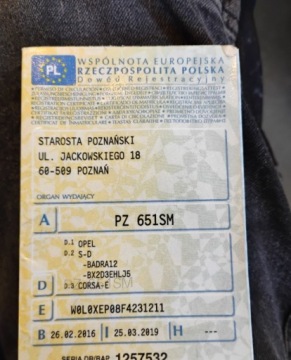 PL
WSPÓLNOTA EUROPEJSKA
RZECZPOSPOLITA POLSKA
Dowód Rejestracyjny
STAROSTA POZNAŃSKI
UL. JACKOWSKIEGO 18
60-509 POZNAŃ
ORGAN WYDAJĄCY
A PZ 651SM
D.1 OPEL
D.2 S-D
-BADRA12
-BX2D3EHLJ5
D D.3 CORSA-E
E W0L0XEP08F4231211
B 26.02.2016 I 25.03.2019 H ---
SERIA DR/BAP 1257532